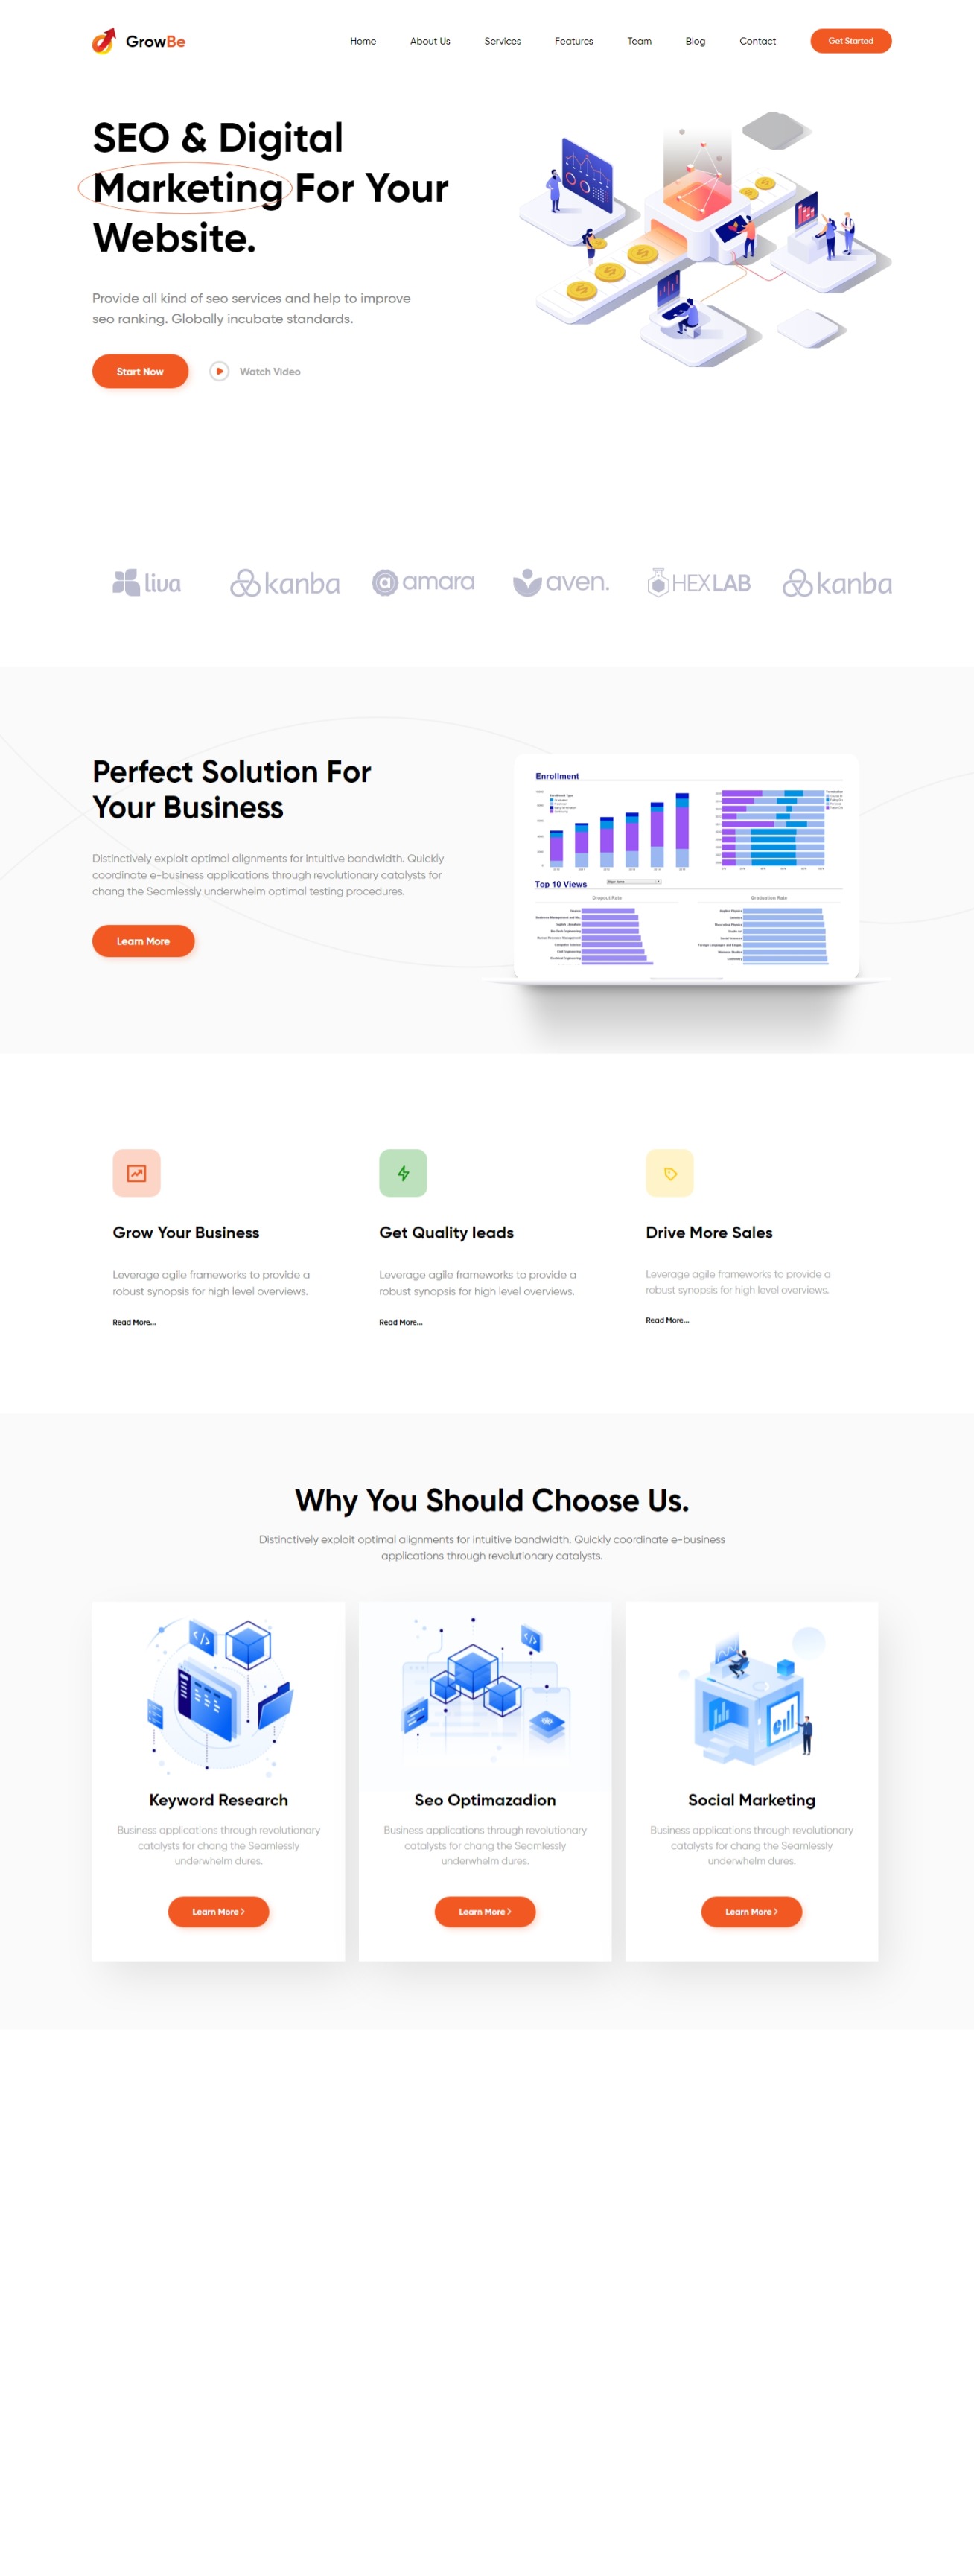 GrowBe
Home About Us Services Features Team Blog Contact Get Started
SEO & Digital
Marketing For Your
Website.
Provide all kind of seo services and help to improve
seo ranking. Globally incubate standards.
Start Now Watch Video
liva kanba amara aven. HEXLAB kanba
Perfect Solution For
Your Business
Distinctively exploit optimal alignments for intuitive bandwidth. Quickly
coordinate e-business applications through revolutionary catalysts for
chang the Seamlessly underwhelm optimal testing procedures.
Learn More
Enrollment
Top 10 Views
Dropout Rate
Graduation Rate
Grow Your Business
Leverage agile frameworks to provide a
robust synopsis for high level overviews.
Read More...
Get Quality leads
Leverage agile frameworks to provide a
robust synopsis for high level overviews.
Read More...
Drive More Sales
Leverage agile frameworks to provide a
robust synopsis for high level overviews.
Read More...
Why You Should Choose Us.
Distinctively exploit optimal alignments for intuitive bandwidth. Quickly coordinate e-business
applications through revolutionary catalysts.
Keyword Research
Business applications through revolutionary
catalysts for chang the Seamlessly
underwhelm dures.
Learn More
Seo Optimazadion
Business applications through revolutionary
catalysts for chang the Seamlessly
underwhelm dures.
Learn More
Social Marketing
Business applications through revolutionary
catalysts for chang the Seamlessly
underwhelm dures.
Learn More